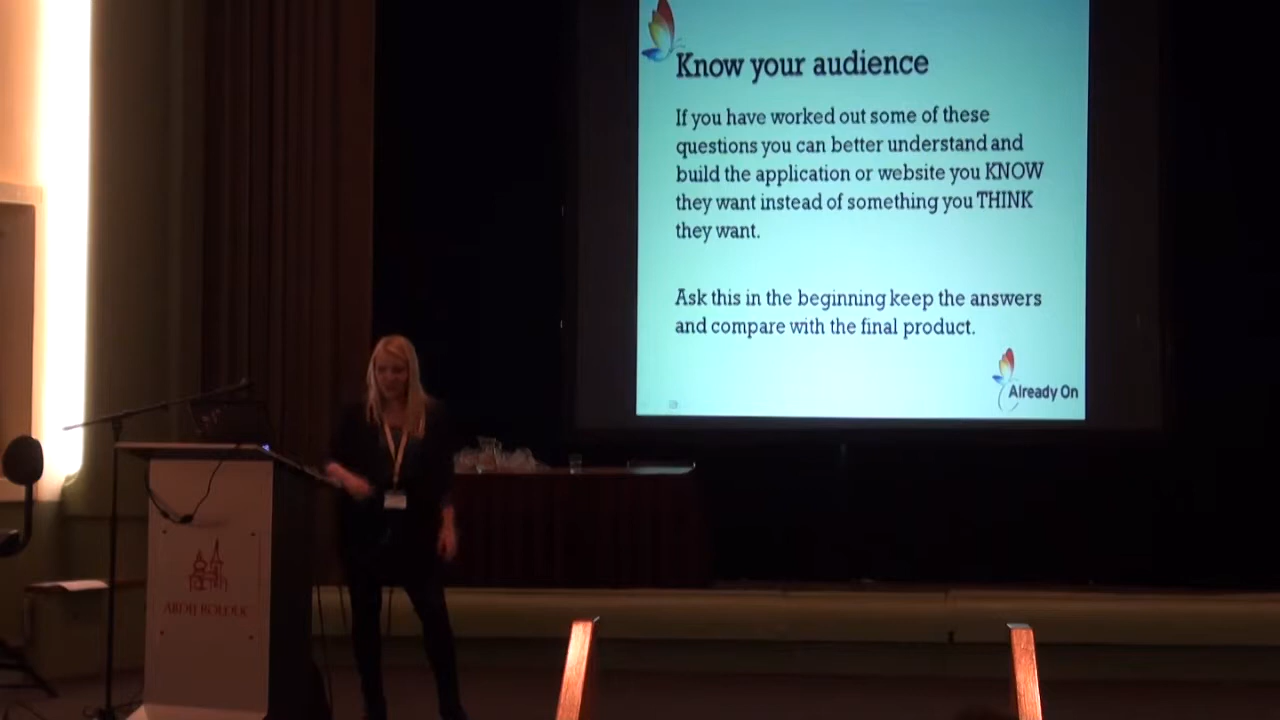 Know your audience
If you have worked out some of these
questions you can better understand and
build the application or website you KNOW
they want instead of something you THINK
they want.
Ask this in the beginning keep the answers
and compare with the final product.
Already On
ABDIJ ROLDUC